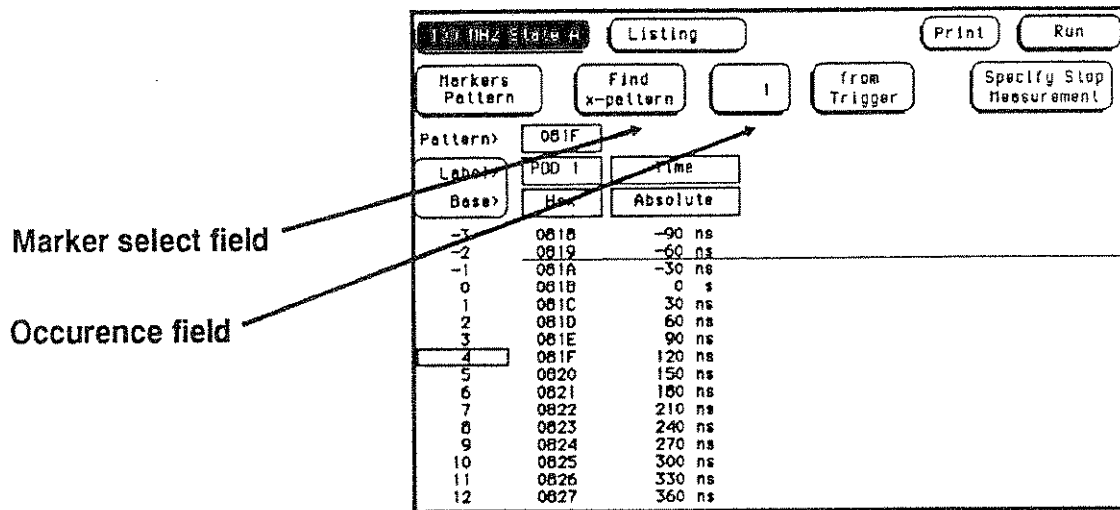 Listing Print Run
Markers Pattern Find x-pattern 1 from Trigger Specify Stop Measurement
Pattern> 081F
Label> POD 1 Time
Base> Hex Absolute
Marker select field
Occurence field
-3 0818 -90 ns
-2 0819 -60 ns
-1 081A -30 ns
0 081B 0 s
1 081C 30 ns
2 081D 60 ns
3 081E 90 ns
4 081F 120 ns
5 0820 150 ns
6 0821 180 ns
7 0822 210 ns
8 0823 240 ns
9 0824 270 ns
10 0825 300 ns
11 0826 330 ns
12 0827 360 ns